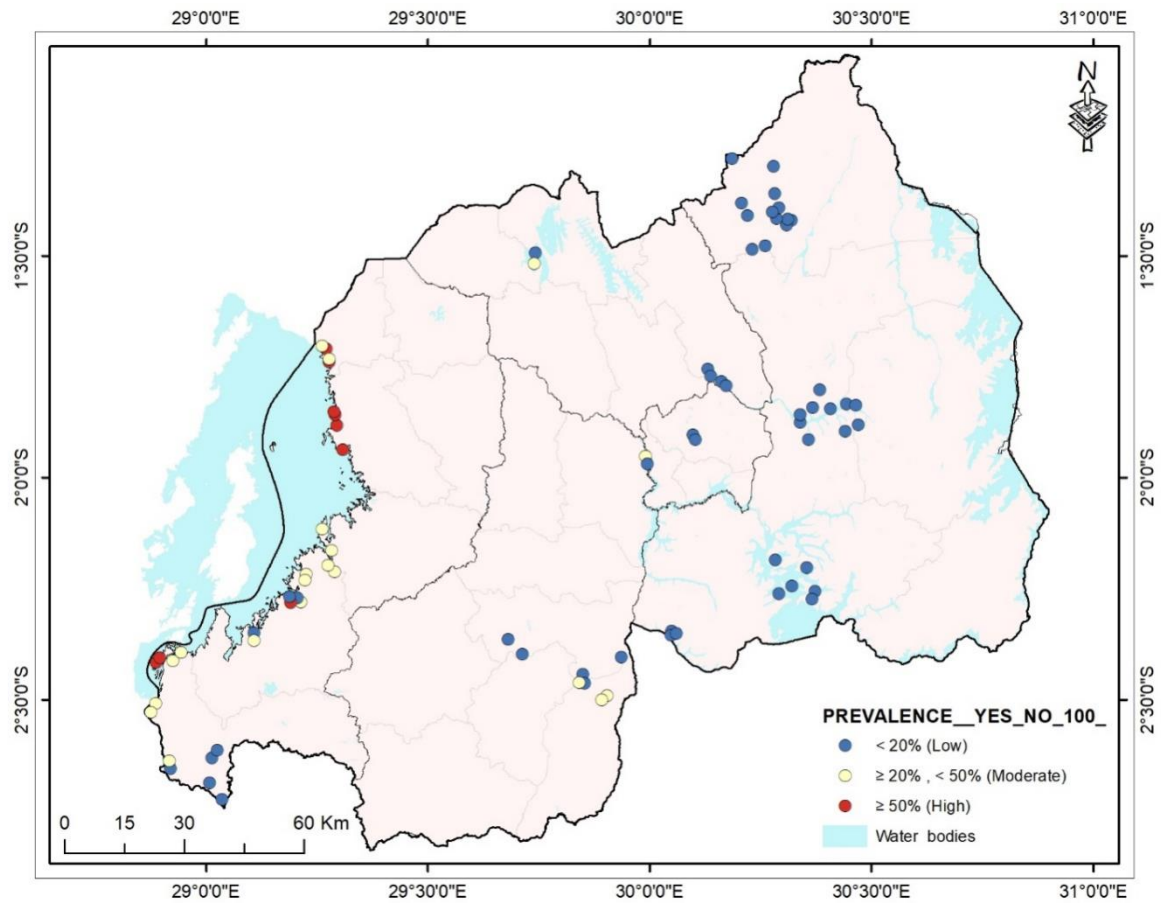 29°0'0"E 29°30'0"E 30°0'0"E 30°30'0"E 31°0'0"E
N
1°30'0"S 1°30'0"S
2°0'0"S 2°0'0"S
2°30'0"S 2°30'0"S
PREVALENCE__YES_NO_100_
< 20% (Low)
≥ 20% , < 50% (Moderate)
≥ 50% (High)
Water bodies
0 15 30 60 Km
29°0'0"E 29°30'0"E 30°0'0"E 30°30'0"E 31°0'0"E